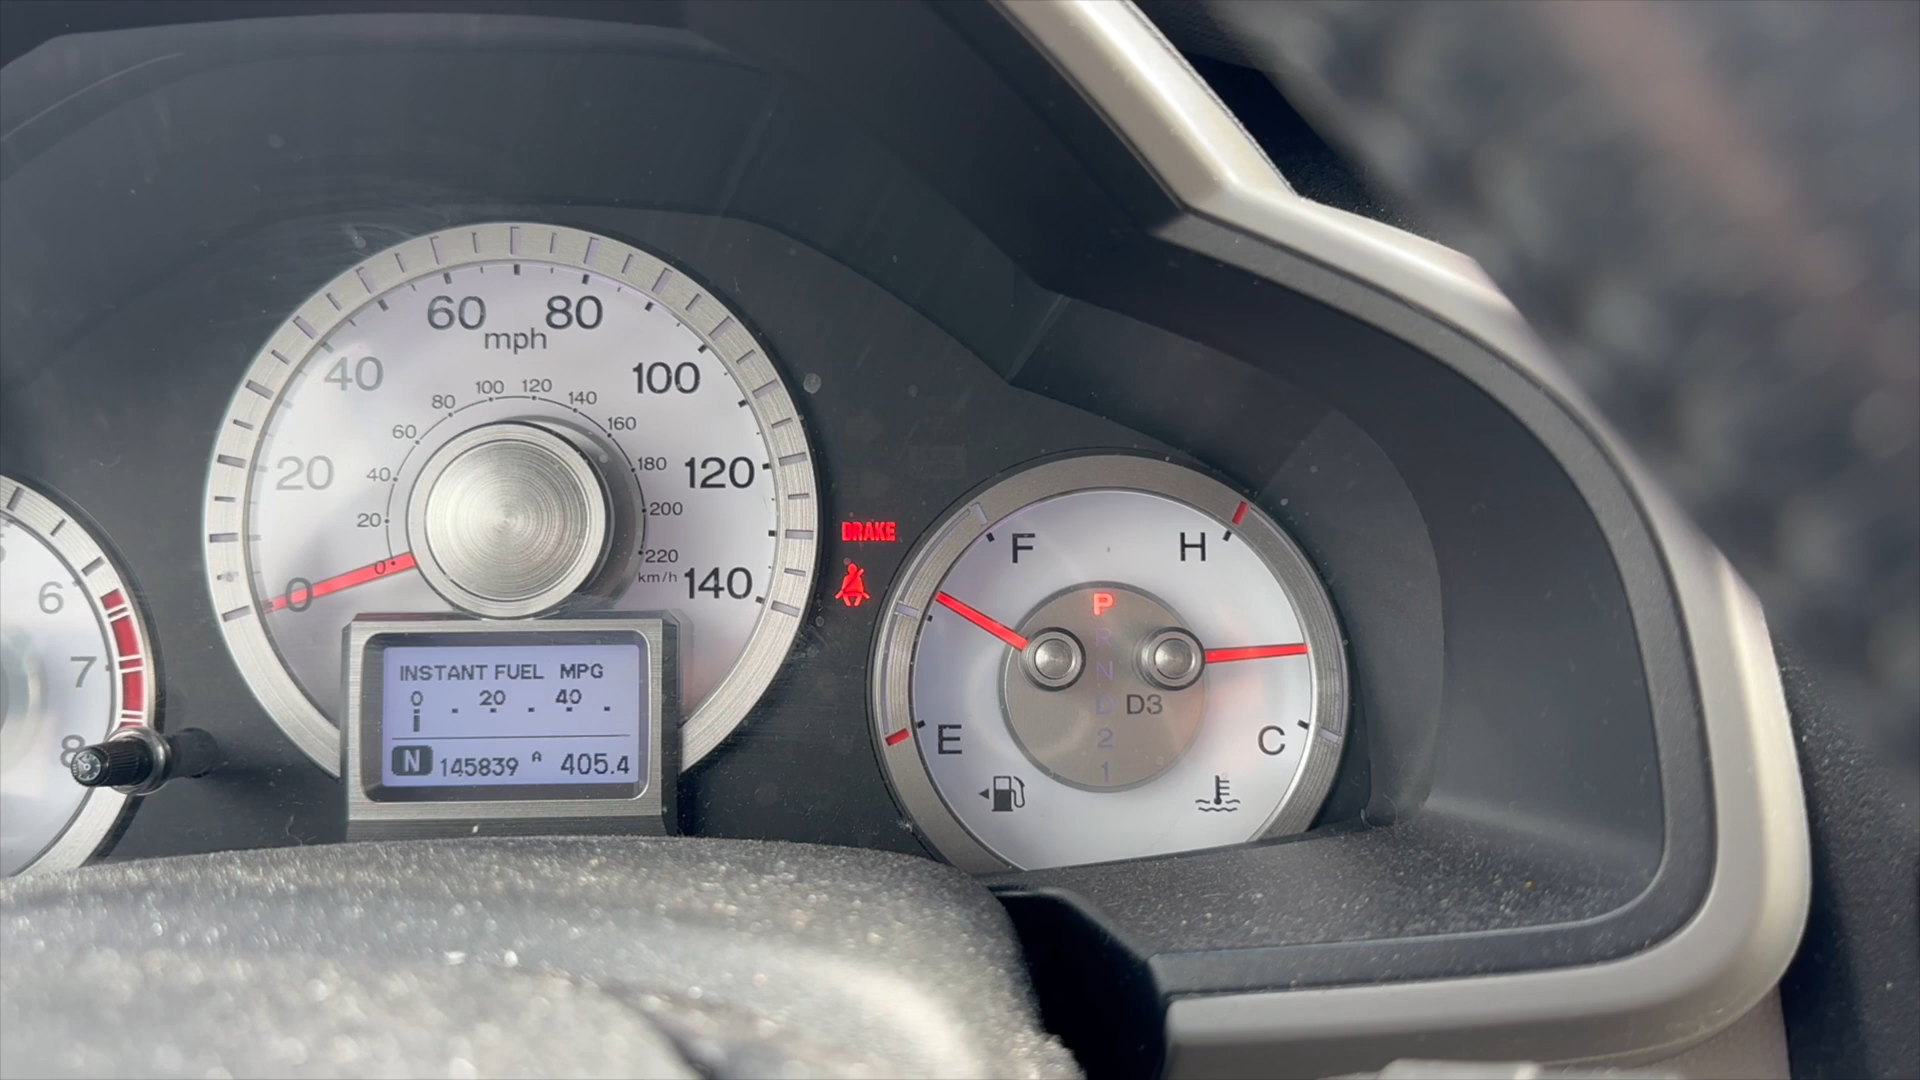 60 80
mph
40 100
20 120
0 140
80 100 120 140
60 160
40 180
20 200
0 220
km/h
INSTANT FUEL MPG
0 20 40
N 145839 A 405.4
6
7
8
BRAKE
F H
E C
P
R
N
D D3
2
1